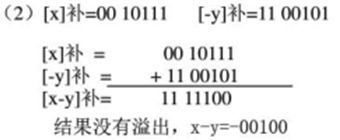 （2）[x]补=00 10111 [-y]补=11 00101
[x]补 = 00 10111
[-y]补 = + 11 00101
[x-y]补= 11 11100
结果没有溢出，x-y=-00100